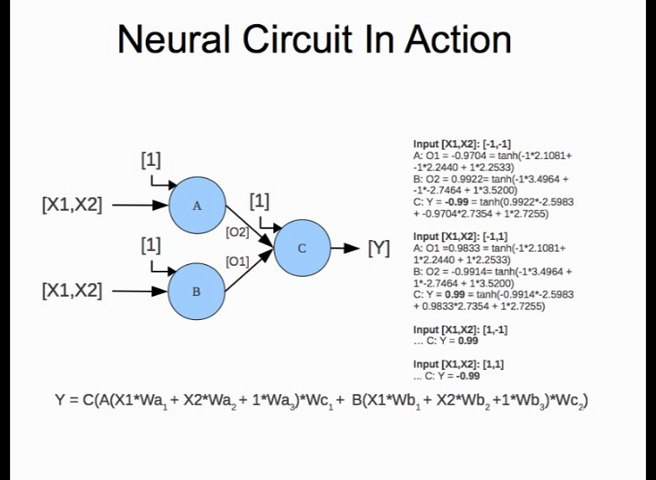 Neural Circuit In Action
[1]
[X1,X2]
A
[1]
[O2]
C
[Y]
[1]
[O1]
[X1,X2]
B
Input [X1,X2]: [-1,-1]
A: O1 = -0.9704 = tanh(-1*2.1081+
-1*2.2440 + 1*2.2533)
B: O2 = 0.9922= tanh(-1*3.4964 +
-1*-2.7464 + 1*3.5200)
C: Y = -0.99 = tanh(0.9922*-2.5983
+ -0.9704*2.7354 + 1*2.7255)
Input [X1,X2]: [-1,1]
A: O1 =0.9833 = tanh(-1*2.1081+
1*2.2440 + 1*2.2533)
B: O2 = -0.9914= tanh(-1*3.4964 +
1*-2.7464 + 1*3.5200)
C: Y = 0.99 = tanh(-0.9914*-2.5983
+ 0.9833*2.7354 + 1*2.7255)
Input [X1,X2]: [1,-1]
... C: Y = 0.99
Input [X1,X2]: [1,1]
... C: Y = -0.99
Y = C(A(X1*Wa1 + X2*Wa2 + 1*Wa3)*Wc1 + B(X1*Wb1 + X2*Wb2 +1*Wb3)*Wc2)